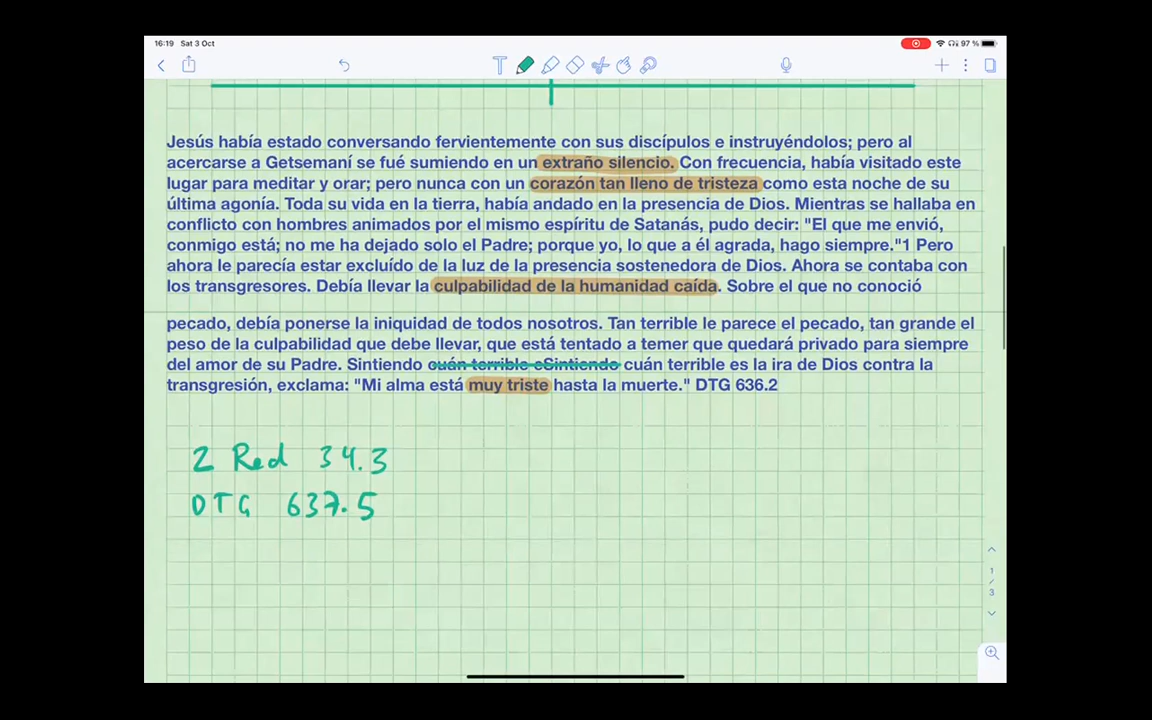 16:19 Sat 3 Oct 97 %
T
Jesús había estado conversando fervientemente con sus discípulos e instruyéndolos; pero al
acercarse a Getsemaní se fué sumiendo en un extraño silencio. Con frecuencia, había visitado este
lugar para meditar y orar; pero nunca con un corazón tan lleno de tristeza como esta noche de su
última agonía. Toda su vida en la tierra, había andado en la presencia de Dios. Mientras se hallaba en
conflicto con hombres animados por el mismo espíritu de Satanás, pudo decir: "El que me envió,
conmigo está; no me ha dejado solo el Padre; porque yo, lo que a él agrada, hago siempre."1 Pero
ahora le parecía estar excluído de la luz de la presencia sostenedora de Dios. Ahora se contaba con
los transgresores. Debía llevar la culpabilidad de la humanidad caída. Sobre el que no conoció
pecado, debía ponerse la iniquidad de todos nosotros. Tan terrible le parece el pecado, tan grande el
peso de la culpabilidad que debe llevar, que está tentado a temer que quedará privado para siempre
del amor de su Padre. Sintiendo cuán terrible eSintiendo cuán terrible es la ira de Dios contra la
transgresión, exclama: "Mi alma está muy triste hasta la muerte." DTG 636.2
2 Red 34.3
DTG 637.5
1
/
3